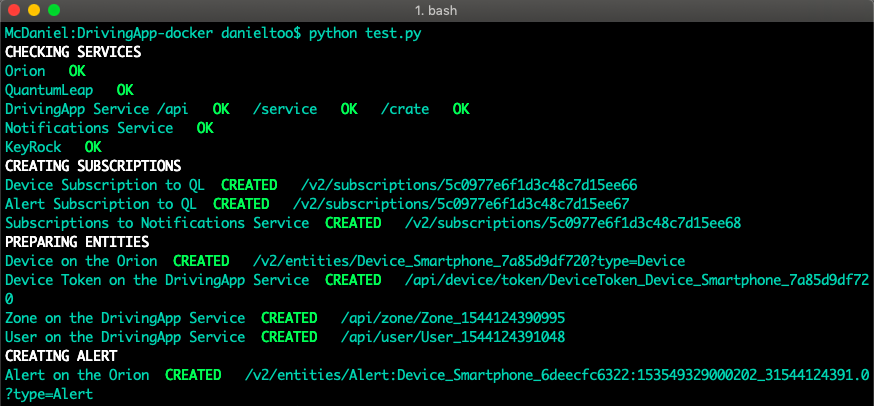 1. bash
McDaniel:DrivingApp-docker danieltoo$ python test.py
CHECKING SERVICES
Orion OK
QuantumLeap OK
DrivingApp Service /api OK /service OK /crate OK
Notifications Service OK
KeyRock OK
CREATING SUBSCRIPTIONS
Device Subscription to QL CREATED /v2/subscriptions/5c0977e6f1d3c48c7d15ee66
Alert Subscription to QL CREATED /v2/subscriptions/5c0977e6f1d3c48c7d15ee67
Subscriptions to Notifications Service CREATED /v2/subscriptions/5c0977e6f1d3c48c7d15ee68
PREPARING ENTITIES
Device on the Orion CREATED /v2/entities/Device_Smartphone_7a85d9df720?type=Device
Device Token on the DrivingApp Service CREATED /api/device/token/DeviceToken_Device_Smartphone_7a85d9df72
0
Zone on the DrivingApp Service CREATED /api/zone/Zone_1544124390995
User on the DrivingApp Service CREATED /api/user/User_1544124391048
CREATING ALERT
Alert on the Orion CREATED /v2/entities/Alert:Device_Smartphone_6deecfc6322:153549329000202_31544124391.0
?type=Alert